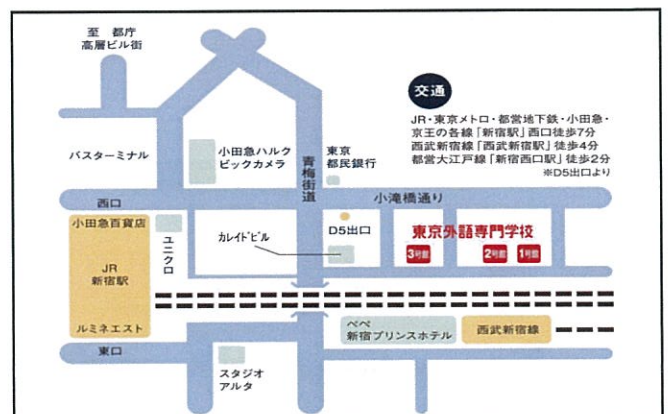 至 都庁
高層ビル街
交通
JR・東京メトロ・都営地下鉄・小田急・
京王の各線「新宿駅」西口徒歩7分
西武新宿線「西武新宿駅」徒歩4分
都営大江戸線「新宿西口駅」徒歩2分
※D5出口より
バスターミナル
小田急ハルク
ビックカメラ
青梅街道
東京
都民銀行
西口
小滝橋通り
小田急百貨店
ユニクロ
カレイドビル
D5出口
東京外語専門学校
3号館
2号館
1号館
JR
新宿駅
ルミネエスト
ペペ
新宿プリンスホテル
西武新宿線
東口
スタジオ
アルタ